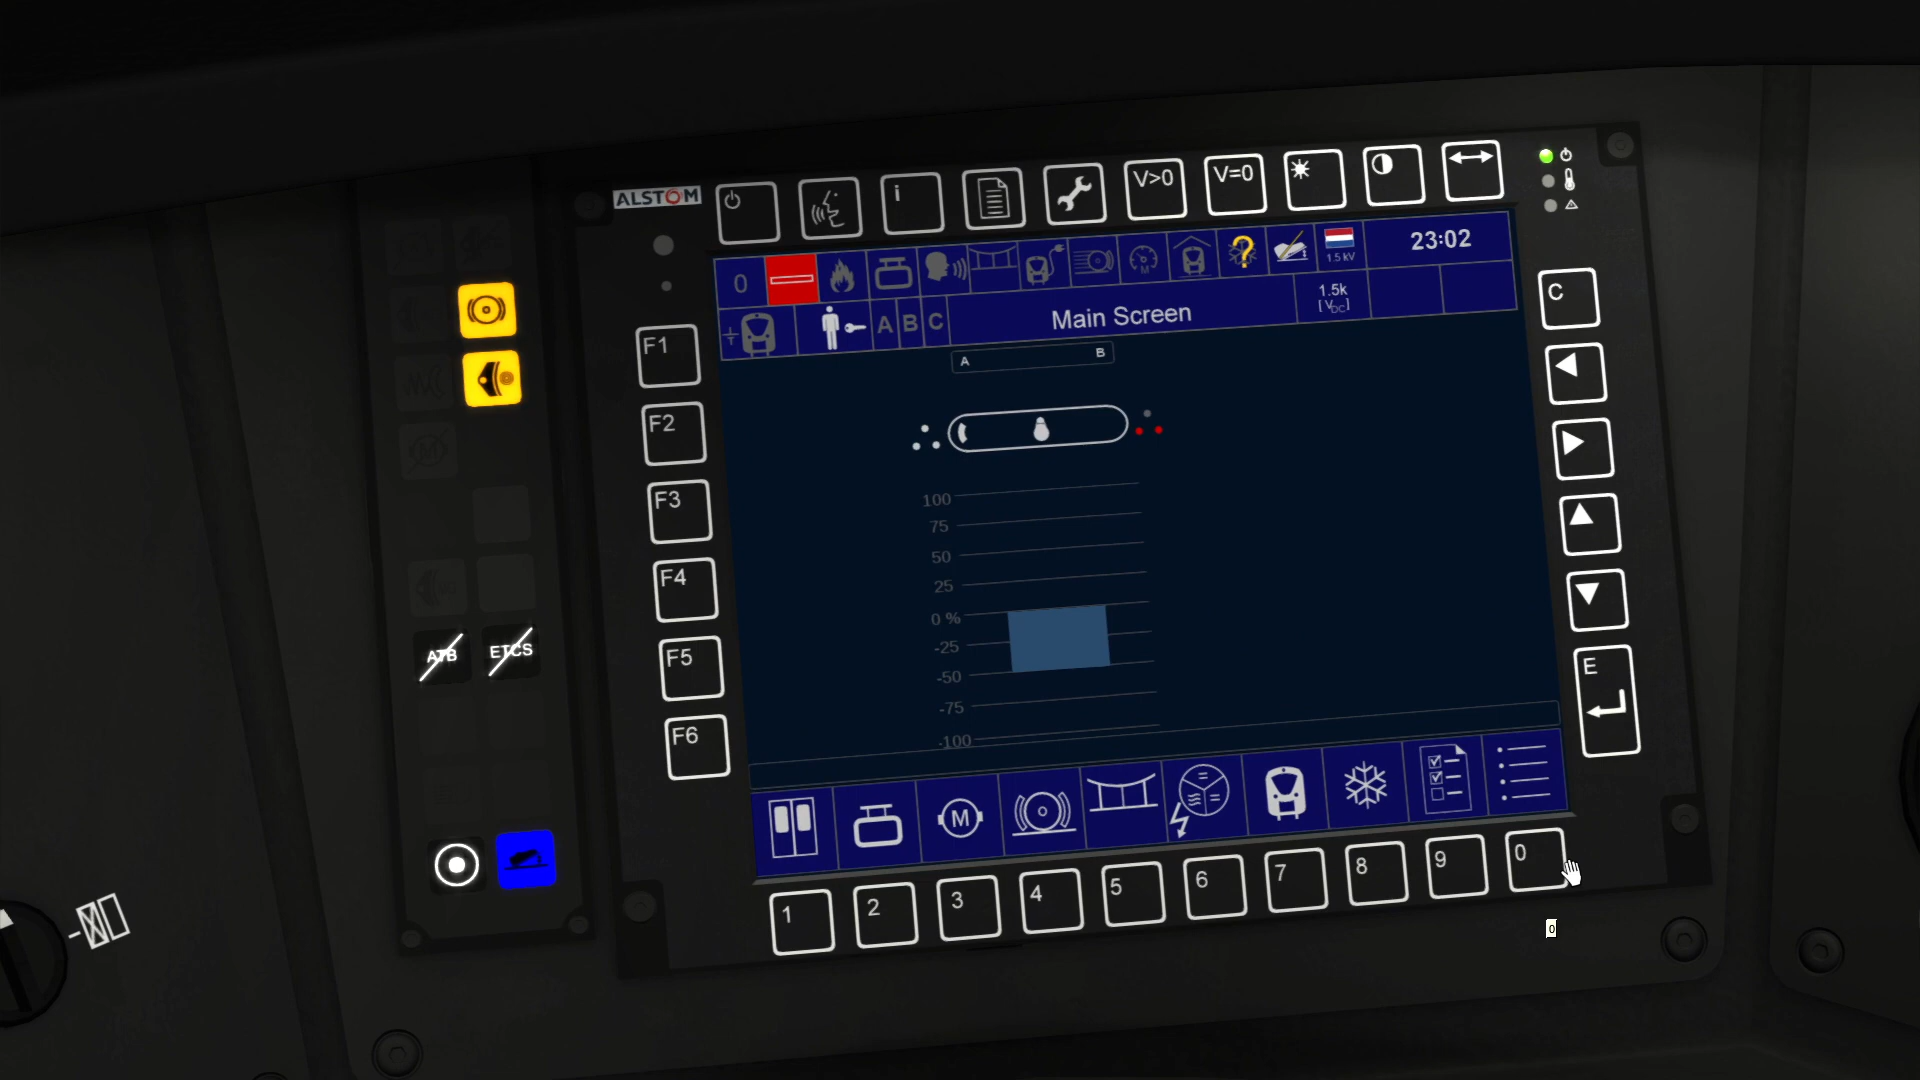 ALSTOM
i
V>0
V=0
0
M
1.5 kV
23:02
A B C
Main Screen
1.5k
[VDC]
A
B
F1
F2
F3
F4
F5
F6
C
E
100
75
50
25
0 %
-25
-50
-75
-100
ATB
ETCS
M
1
2
3
4
5
6
7
8
9
0
0